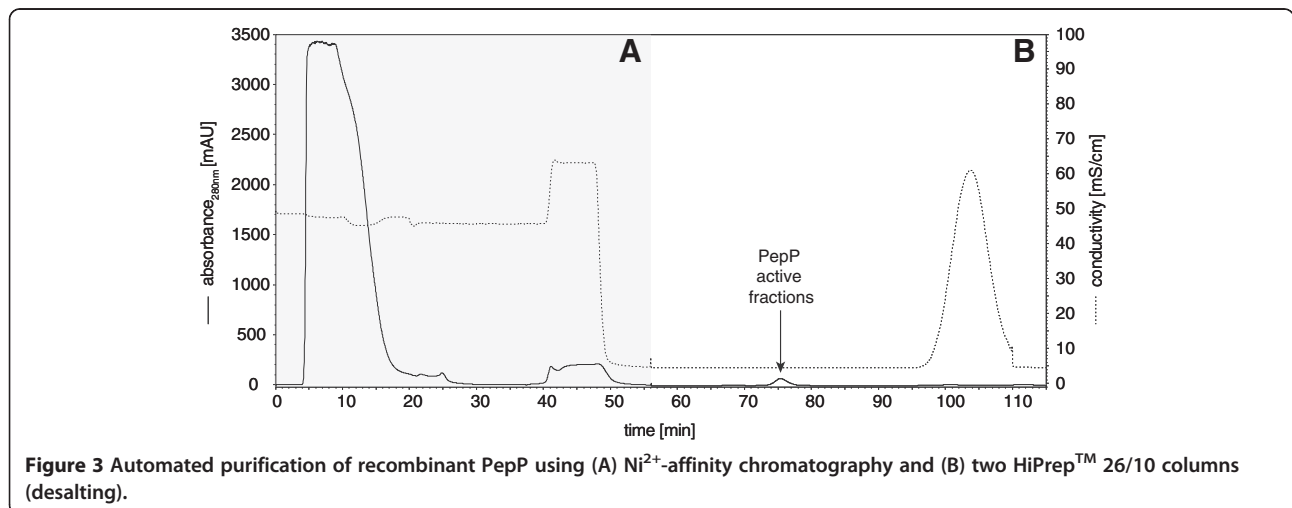 3500
3000
2500
2000
1500
1000
500
0
absorbance280nm [mAU]
A
B
100
90
80
70
60
50
40
30
20
10
0
conductivity [mS/cm]
PepP
active
fractions
0 10 20 30 40 50 60 70 80 90 100 110
time [min]
Figure 3 Automated purification of recombinant PepP using (A) Ni2+-affinity chromatography and (B) two HiPrep™ 26/10 columns
(desalting).